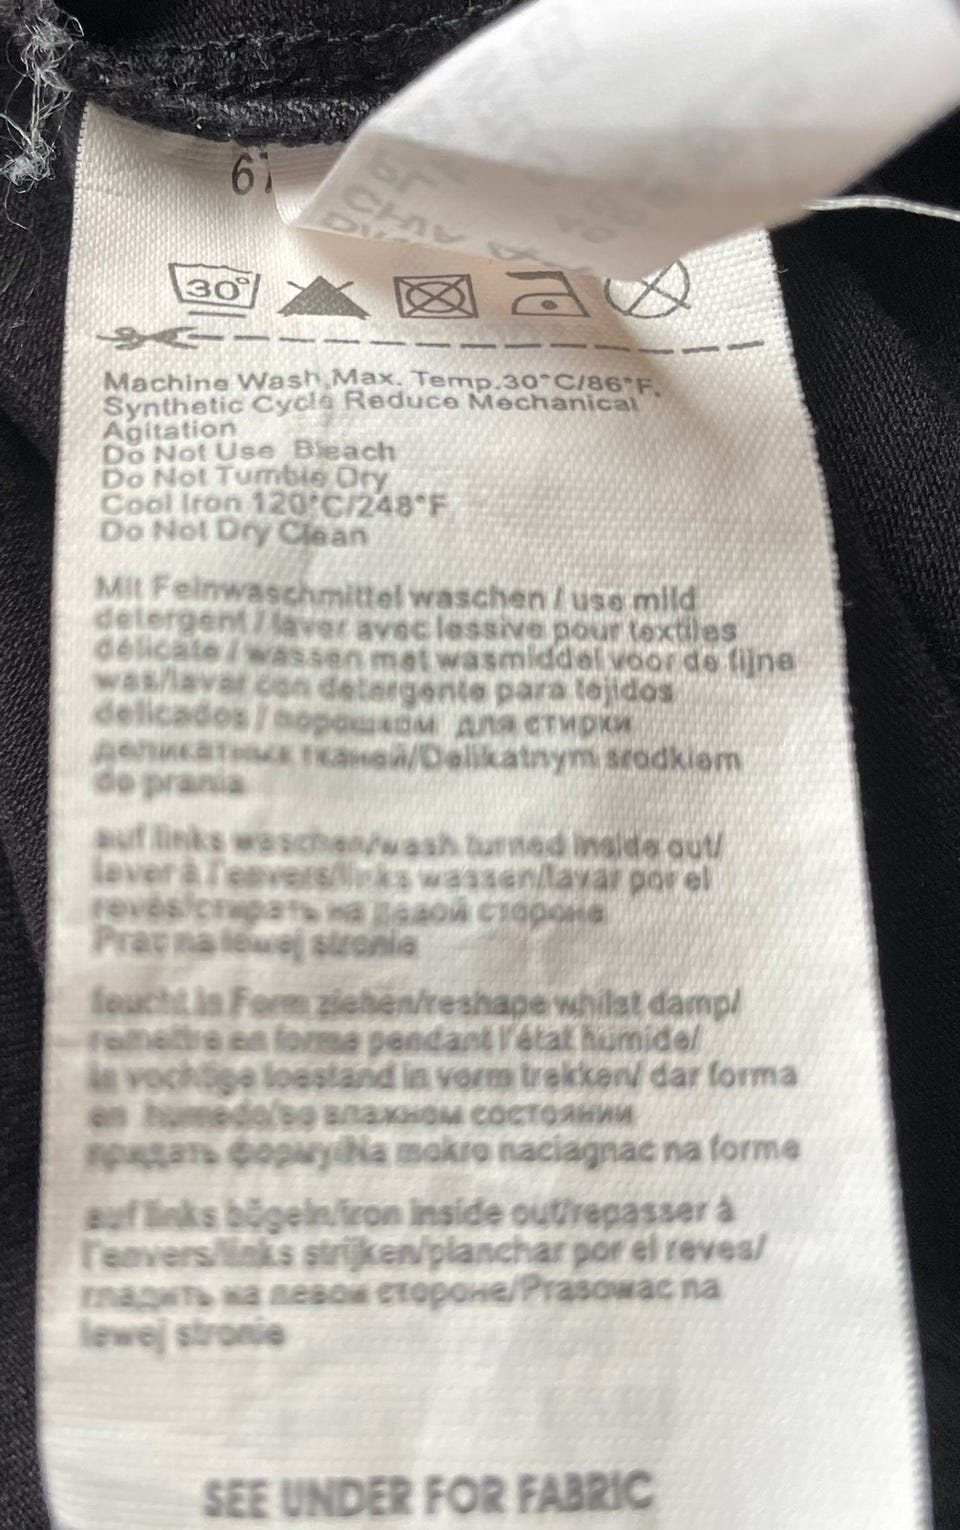 67
30°
Machine Wash Max. Temp.30°C/86°F.
Synthetic Cycle Reduce Mechanical
Agitation
Do Not Use Bleach
Do Not Tumble Dry
Cool Iron 120°C/248°F
Do Not Dry Clean
Mit Feinwaschmittel waschen / use mild
detergent / laver avec lessive pour textiles
délicate / wassen met wasmiddel voor de fijne
was/lavar con detergente para tejidos
delicados / порошком для стирки
деликатных тканей/Delikatnym srodkiem
do prania
auf links waschen/wash turned inside out/
laver à l'envers/links wassen/lavar por el
revés/стирать на левой стороне
Prac na lewej stronie
feucht in Form ziehen/reshape whilst damp/
remettre en forme pendant l'état humide/
in vochtige toestand in vorm trekken/ dar forma
en humedo/во влажном состоянии
придать форму/Na mokro naciagnac na forme
auf links bügeln/iron inside out/repasser à
l'envers/links strijken/planchar por el reves/
гладить на левой стороне/Prasowac na
lewej stronie
SEE UNDER FOR FABRIC